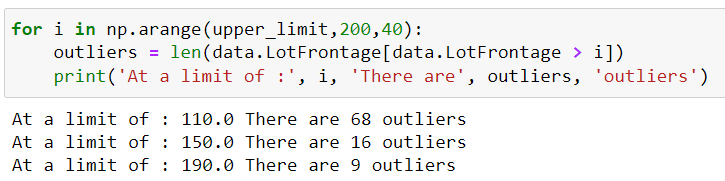 for i in np.arange(upper_limit,200,40):
    outliers = len(data.LotFrontage[data.LotFrontage > i])
    print('At a limit of :', i, 'There are', outliers, 'outliers')
At a limit of : 110.0 There are 68 outliers
At a limit of : 150.0 There are 16 outliers
At a limit of : 190.0 There are 9 outliers